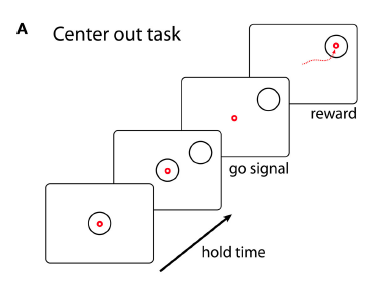 A Center out task
reward
go signal
hold time